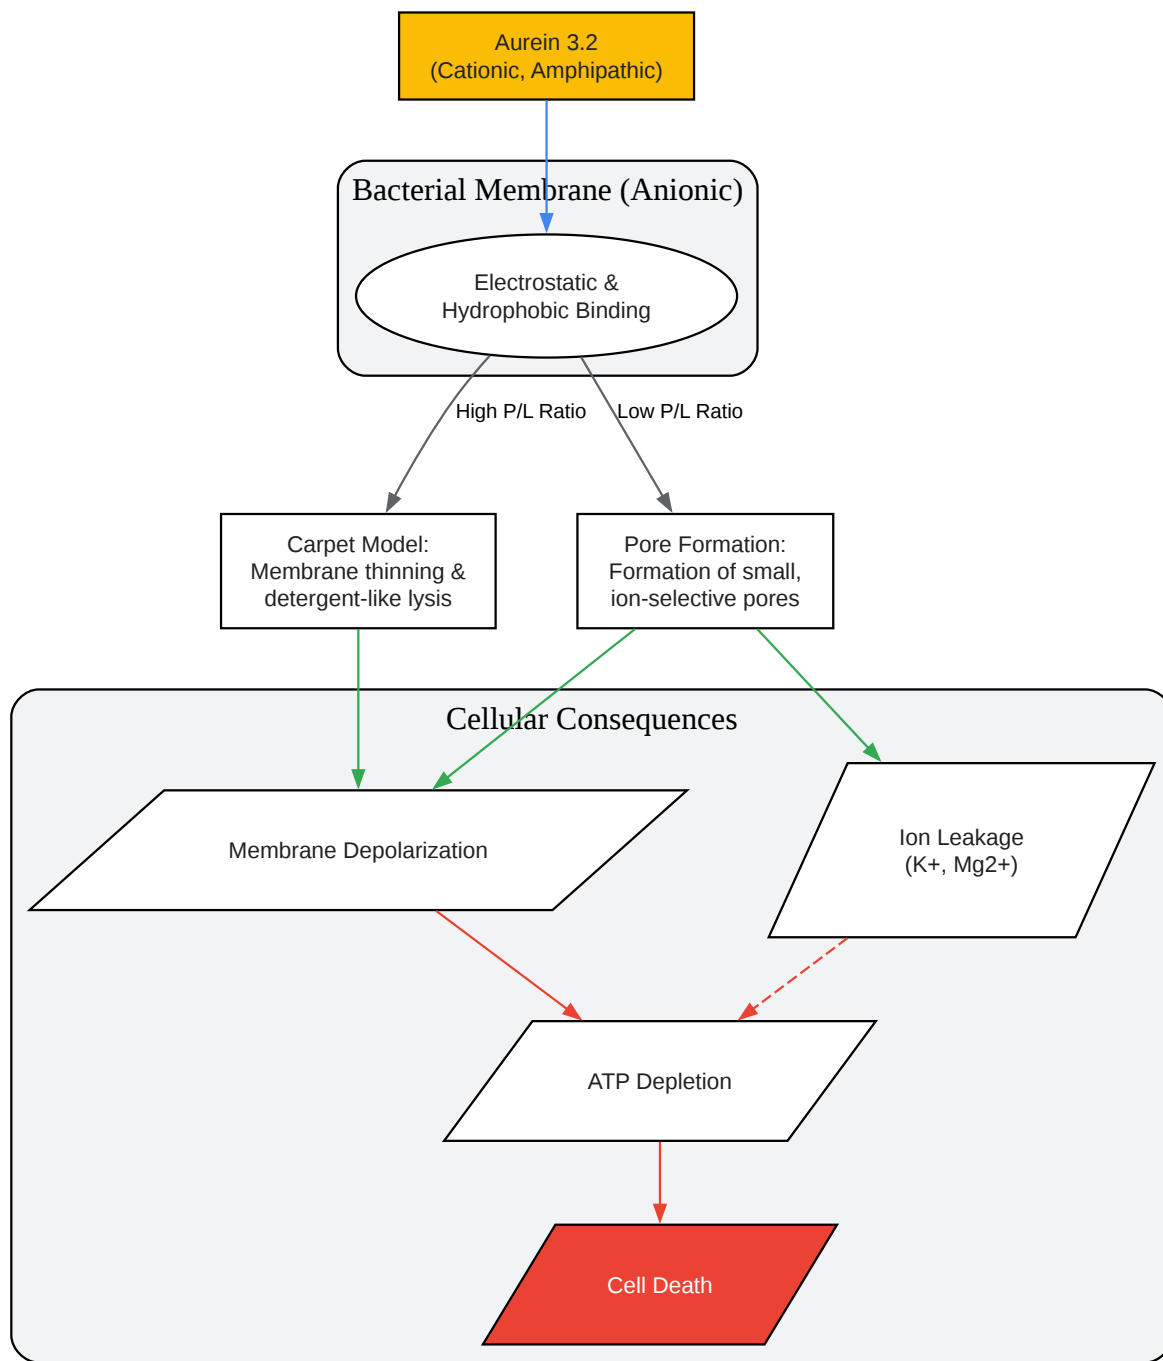 Aurein 3.2
(Cationic, Amphipathic)
Bacterial Membrane (Anionic)
Electrostatic &
Hydrophobic Binding
High P/L Ratio
Low P/L Ratio
Carpet Model:
Membrane thinning &
detergent-like lysis
Pore Formation:
Formation of small,
ion-selective pores
Cellular Consequences
Membrane Depolarization
Ion Leakage
(K+, Mg2+)
ATP Depletion
Cell Death